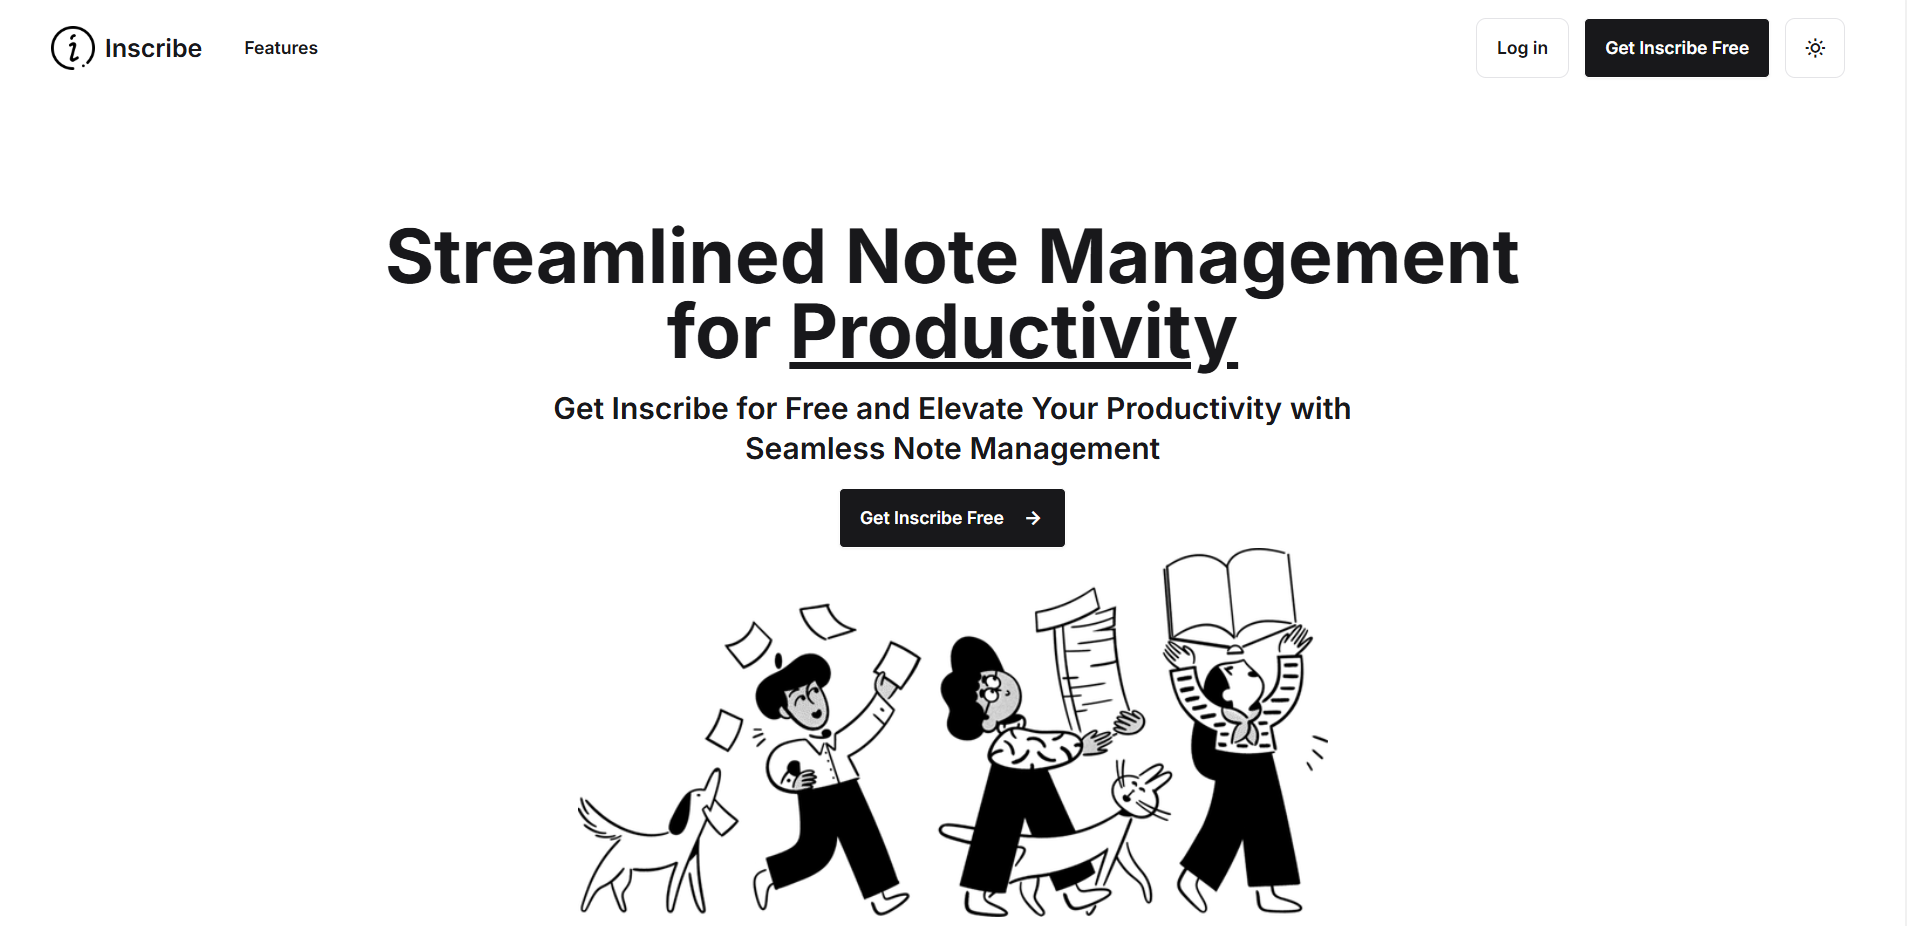 Inscribe
Features
Log in
Get Inscribe Free
Streamlined Note Management
for Productivity
Get Inscribe for Free and Elevate Your Productivity with
Seamless Note Management
Get Inscribe Free